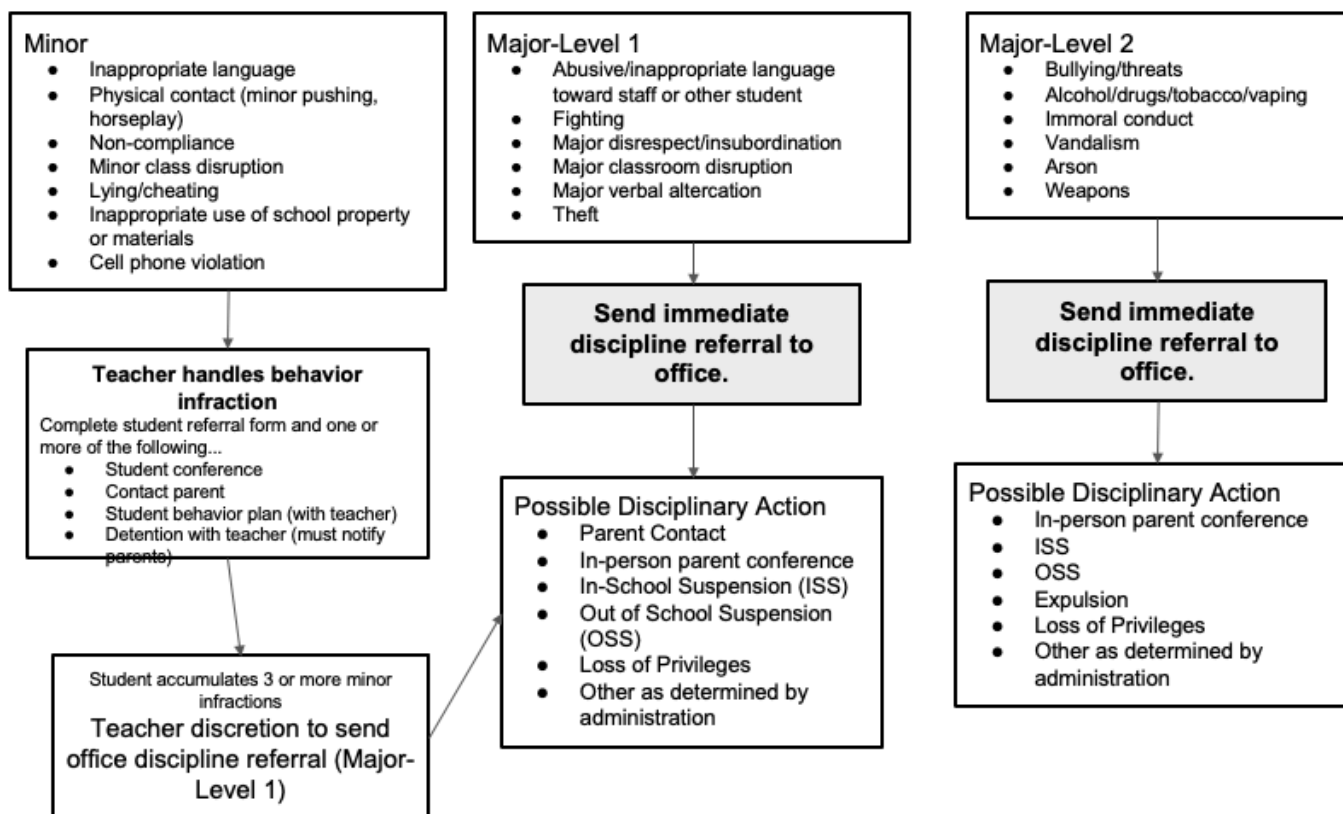 Minor
● Inappropriate language
● Physical contact (minor pushing,
horseplay)
● Non-compliance
● Minor class disruption
● Lying/cheating
● Inappropriate use of school property
or materials
● Cell phone violation
Teacher handles behavior
infraction
Complete student referral form and one or
more of the following...
● Student conference
● Contact parent
● Student behavior plan (with teacher)
● Detention with teacher (must notify
parents)
Student accumulates 3 or more minor
infractions
Teacher discretion to send
office discipline referral (Major-
Level 1)
Major-Level 1
● Abusive/inappropriate language
toward staff or other student
● Fighting
● Major disrespect/insubordination
● Major classroom disruption
● Major verbal altercation
● Theft
Send immediate
discipline referral to
office.
Possible Disciplinary Action
● Parent Contact
● In-person parent conference
● In-School Suspension (ISS)
● Out of School Suspension
(OSS)
● Loss of Privileges
● Other as determined by
administration
Major-Level 2
● Bullying/threats
● Alcohol/drugs/tobacco/vaping
● Immoral conduct
● Vandalism
● Arson
● Weapons
Send immediate
discipline referral to
office.
Possible Disciplinary Action
● In-person parent conference
● ISS
● OSS
● Expulsion
● Loss of Privileges
● Other as determined by
administration